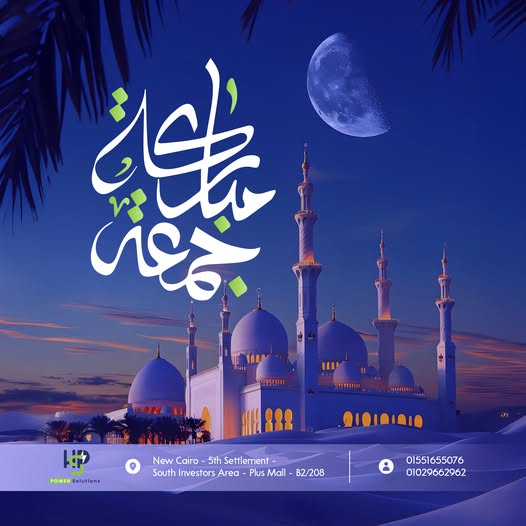 مباركة
جمعة
POWER Solutions
New Cairo - 5th Settlement -
South Investors Area - Plus Mall - B2/208
01551655076
01029662962